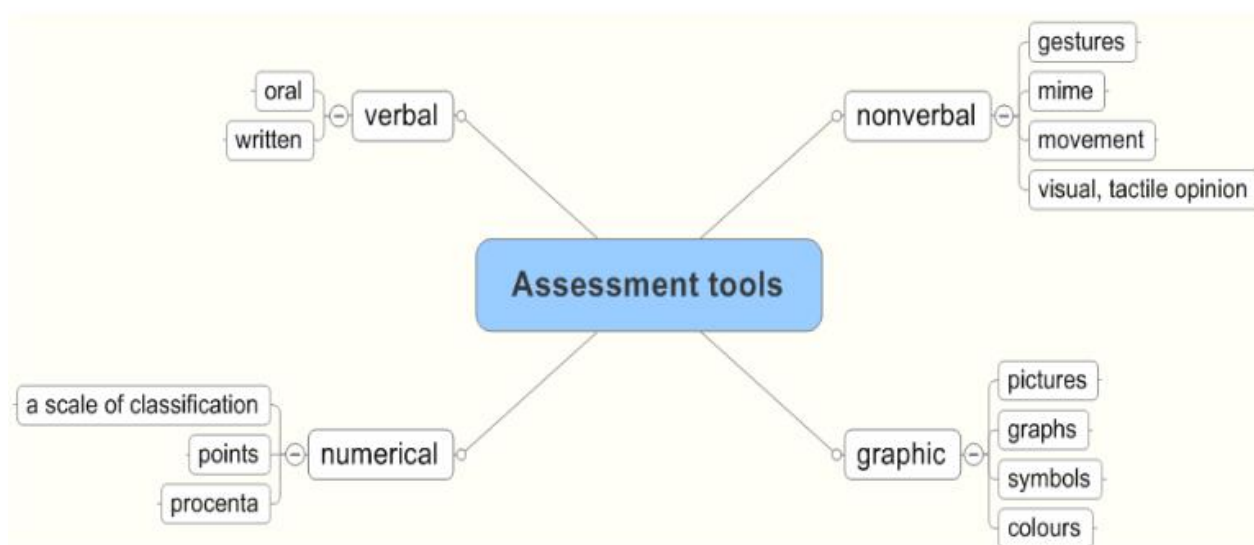 oral
written
verbal
nonverbal
gestures
mime
movement
visual, tactile opinion
Assessment tools
a scale of classification
points
procenta
numerical
graphic
pictures
graphs
symbols
colours